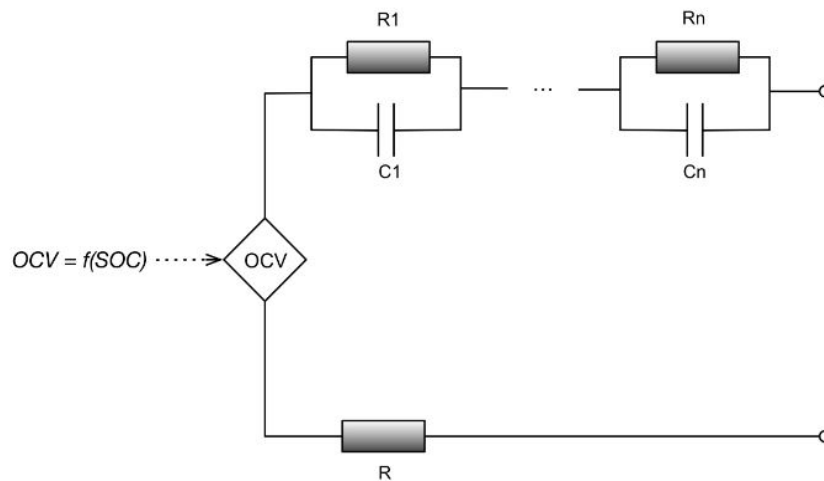 R1
Rn
...
C1
Cn
OCV = f(SOC)
OCV
R